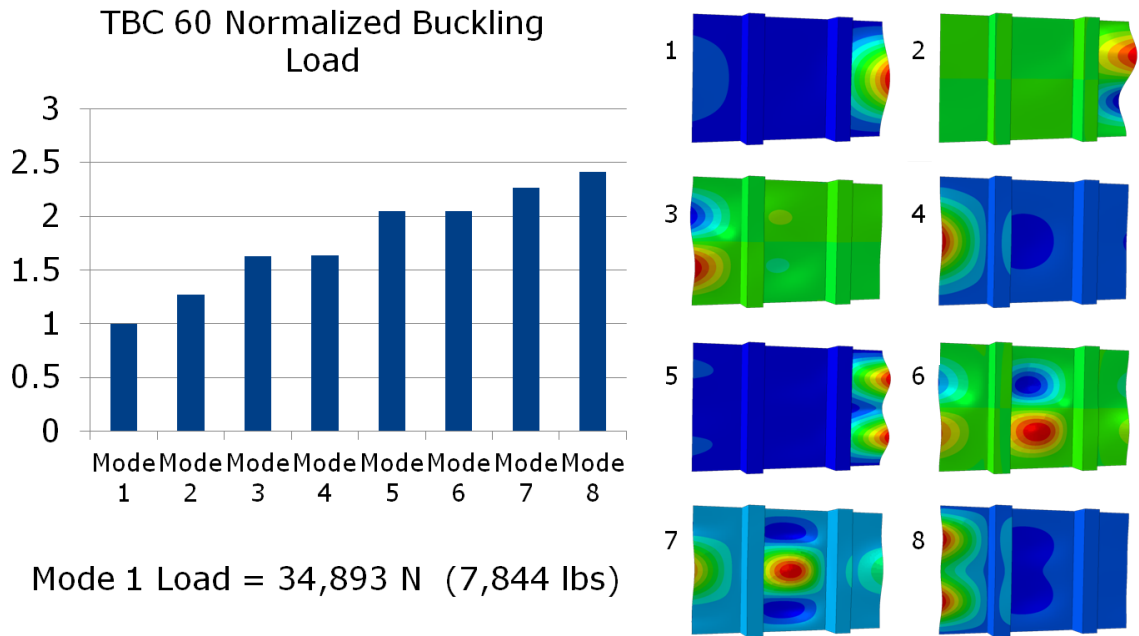 TBC 60 Normalized Buckling
Load
3
2.5
2
1.5
1
0.5
0
Mode Mode Mode Mode Mode Mode Mode Mode
1 2 3 4 5 6 7 8
Mode 1 Load = 34,893 N (7,844 lbs)
1 2
3 4
5 6
7 8